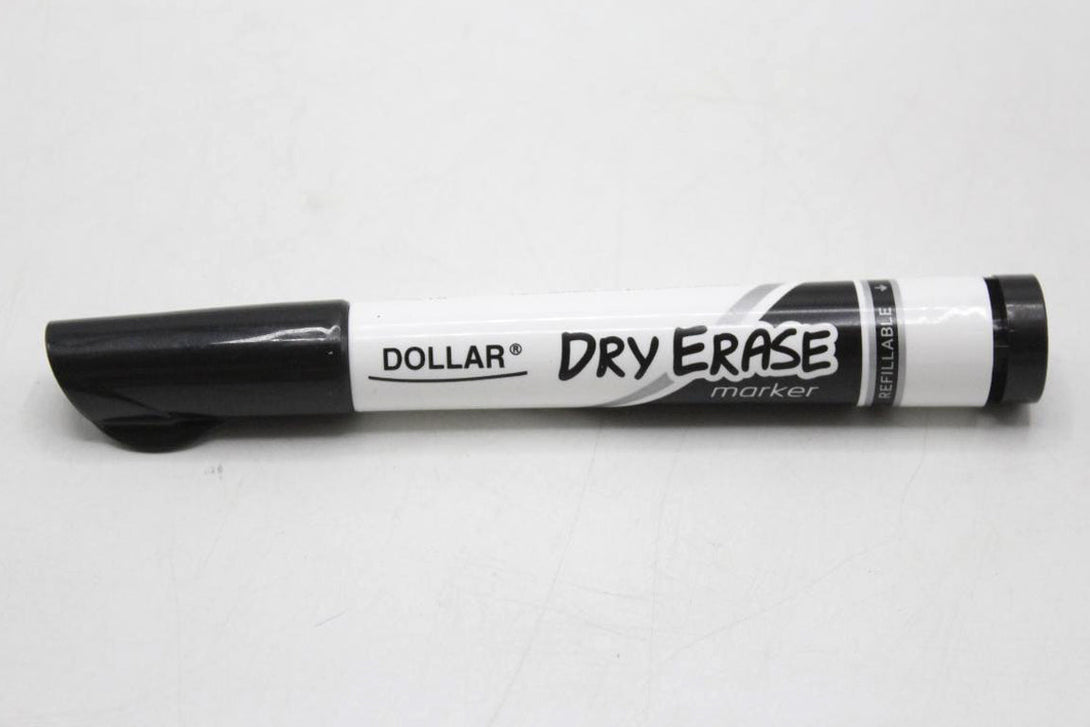 DOLLAR®
DRY ERASE
marker
REFILLABLE →